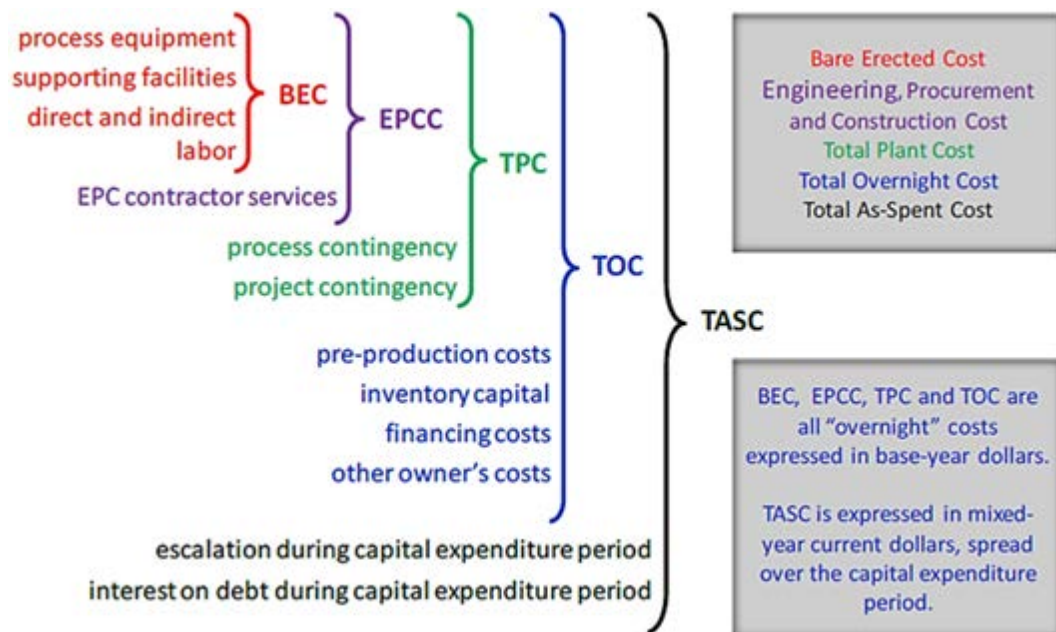 process equipment
supporting facilities
direct and indirect
labor
BEC
EPC contractor services
EPCC
process contingency
project contingency
TPC
pre-production costs
inventory capital
financing costs
other owner's costs
TOC
escalation during capital expenditure period
interest on debt during capital expenditure period
TASC
Bare Erected Cost
Engineering, Procurement
and Construction Cost
Total Plant Cost
Total Overnight Cost
Total As-Spent Cost
BEC, EPCC, TPC and TOC are
all “overnight” costs
expressed in base-year dollars.
TASC is expressed in mixed-
year current dollars, spread
over the capital expenditure
period.